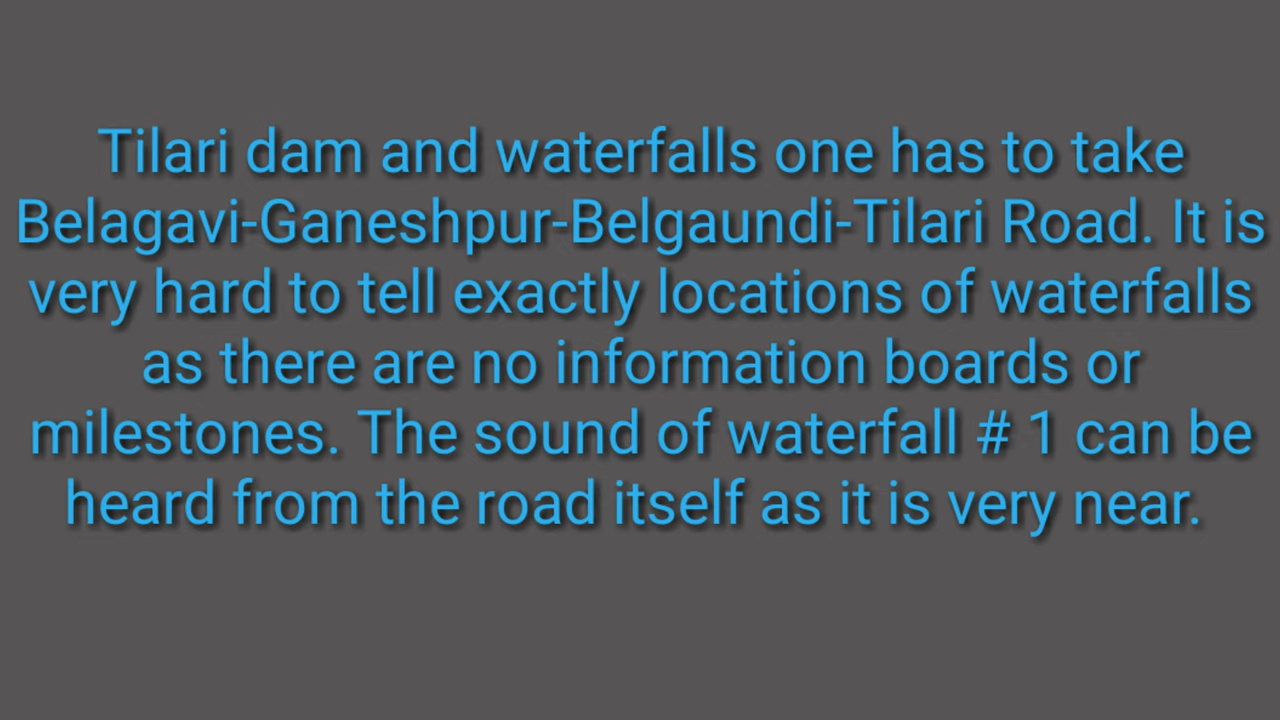 Tilari dam and waterfalls one has to take
Belagavi-Ganeshpur-Belgaundi-Tilari Road. It is
very hard to tell exactly locations of waterfalls
as there are no information boards or
milestones. The sound of waterfall # 1 can be
heard from the road itself as it is very near.